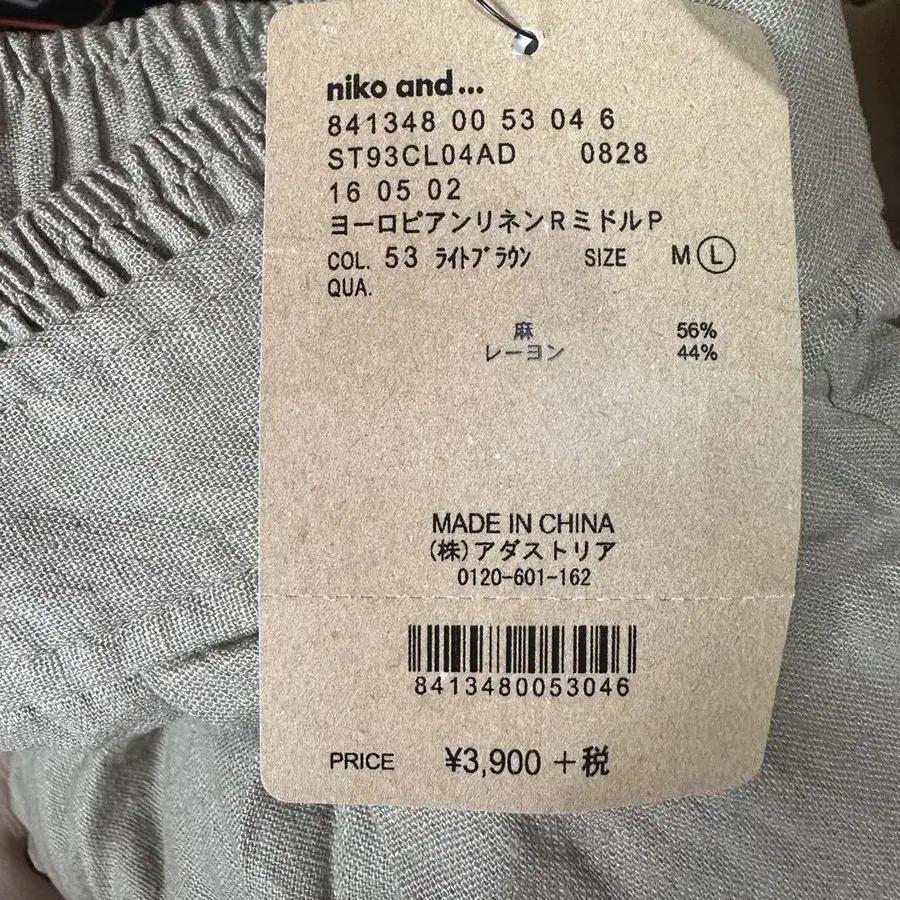 niko and...
841348 00 53 04 6
ST93CL04AD 0828
16 05 02
ヨーロピアンリネンRミドルP
COL. 53 ﾗｲﾄﾌﾞﾗｳﾝ SIZE M L
QUA.
麻 56%
レーヨン 44%
MADE IN CHINA
(株)アダストリア
0120-601-162
8413480053046
PRICE ¥3,900 +税